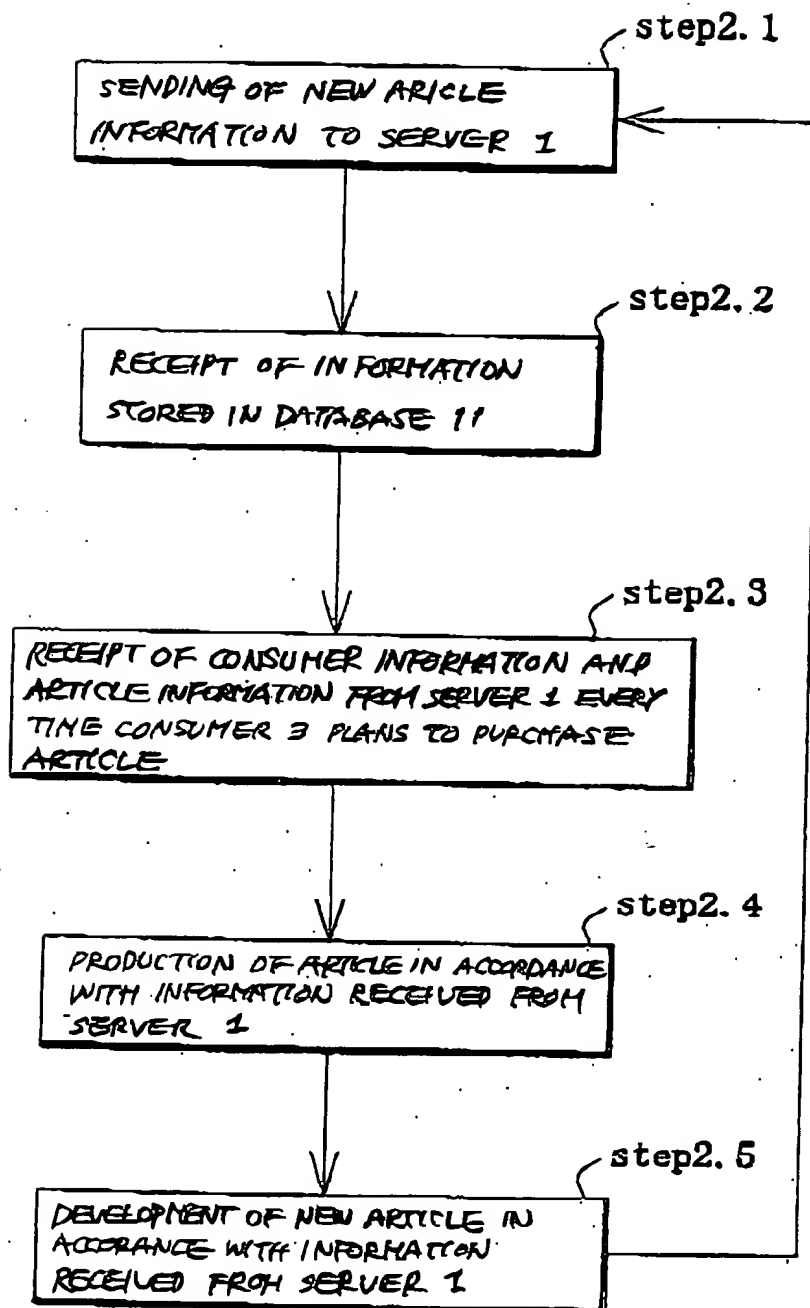 step2.1
SENDING OF NEW ARICLE
INFORMATION TO SERVER 1
step2.2
RECEIPT OF INFORMATION
STORED IN DATABASE 11
step2.3
RECEIPT OF CONSUMER INFORMATION AND
ARTICLE INFORMATION FROM SERVER 1 EVERY
TIME CONSUMER 3 PLANS TO PURCHASE
ARTICLE
step2.4
PRODUCTION OF ARTICLE IN ACCORDANCE
WITH INFORMATION RECEIVED FROM
SERVER 1
step2.5
DEVELOPMENT OF NEW ARTICLE IN
ACCORANCE WITH INFORMATION
RECEIVED FROM SERVER 1